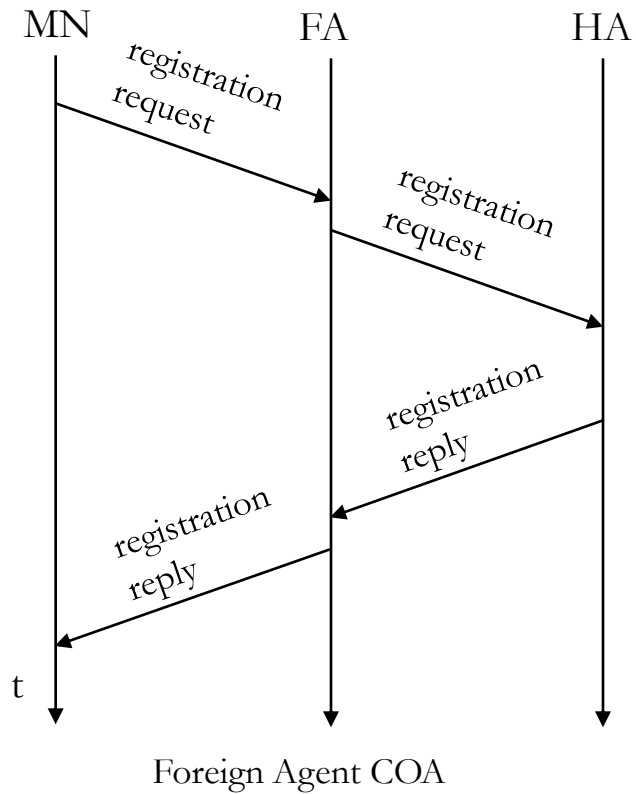 MN
FA
HA
registration
request
registration
request
registration
reply
registration
reply
t
Foreign Agent COA